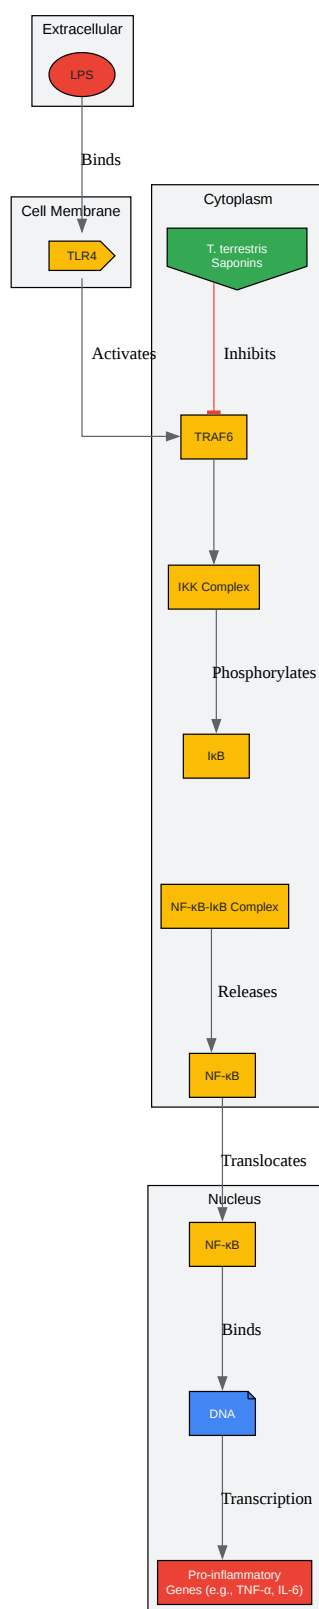 Extracellular
LPS
Binds
Cell Membrane
TLR4
Cytoplasm
T. terrestris
Saponins
Activates
Inhibits
TRAF6
IKK Complex
Phosphorylates
IκB
NF-κB-IκB Complex
Releases
NF-κB
Translocates
Nucleus
NF-κB
Binds
DNA
Transcription
Pro-inflammatory
Genes (e.g., TNF-α, IL-6)